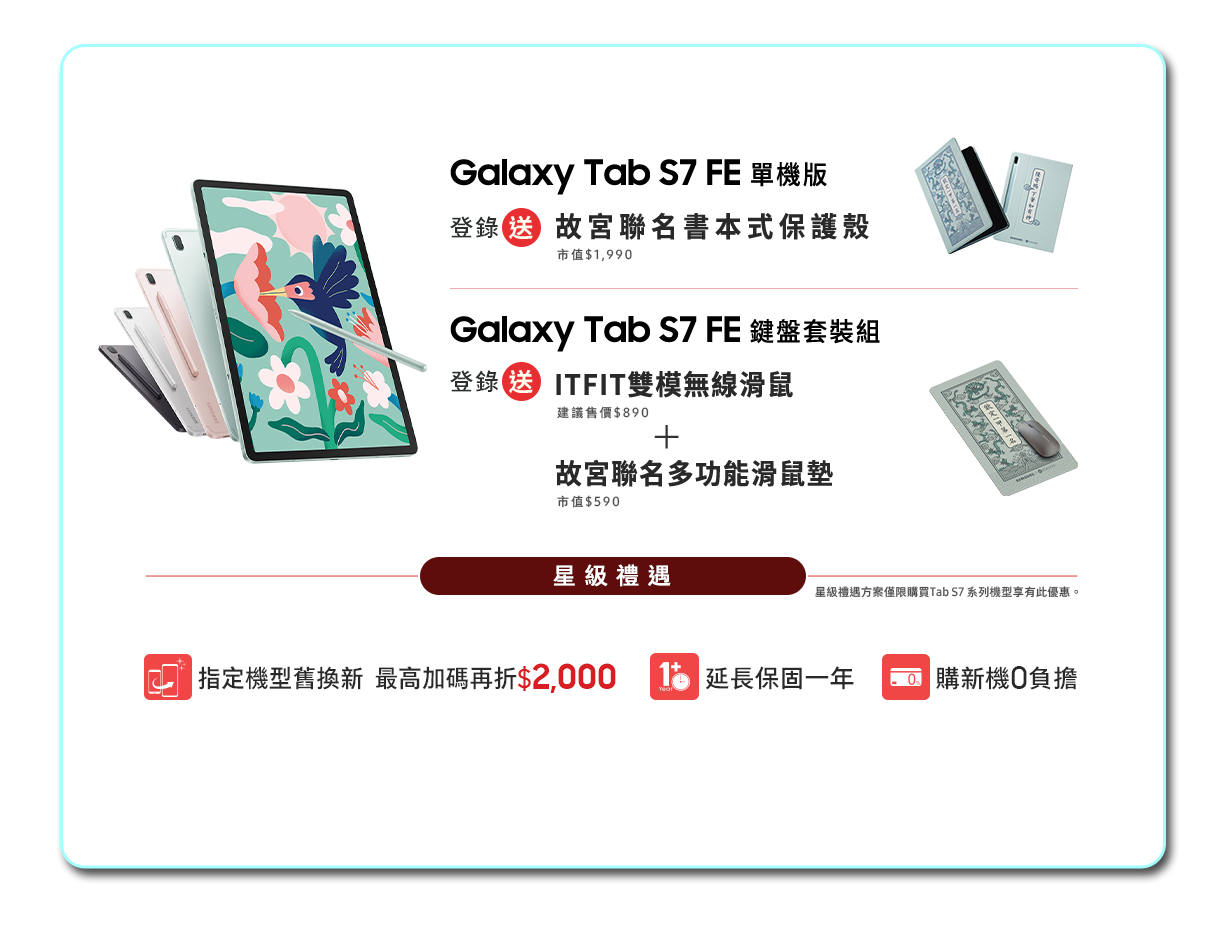 Galaxy Tab S7 FE 單機版
登錄 送 故宮聯名書本式保護殼
市值$1,990
Galaxy Tab S7 FE 鍵盤套裝組
登錄 送 ITFIT雙模無線滑鼠
建議售價$890
+
故宮聯名多功能滑鼠墊
市值$590
SAMSUNG
星級禮遇
星級禮遇方案僅限購買Tab S7 系列機型享有此優惠。
指定機型舊換新 最高加碼再折$2,000
1+ Year 延長保固一年
0% 購新機0負擔